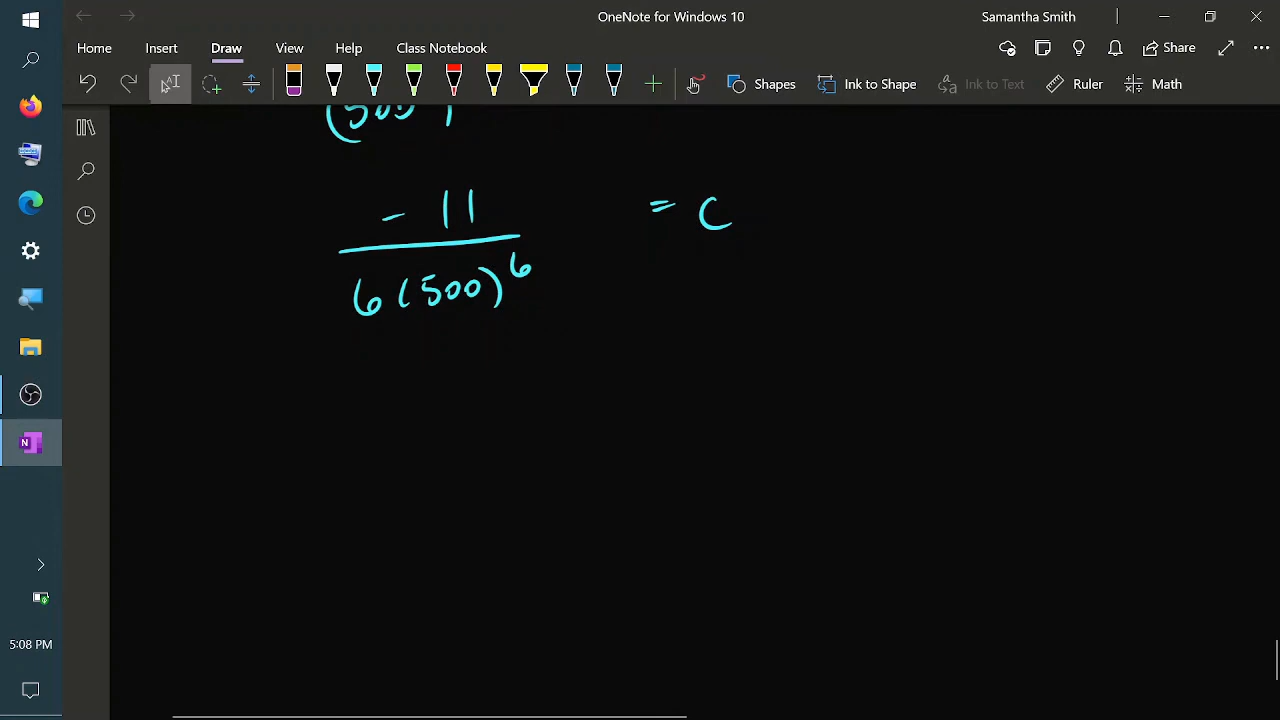 OneNote for Windows 10
Samantha Smith
Home Insert Draw View Help Class Notebook
Share
Shapes Ink to Shape Ink to Text Ruler Math
(500
- 11
= C
6(500)^6
N
5:08 PM